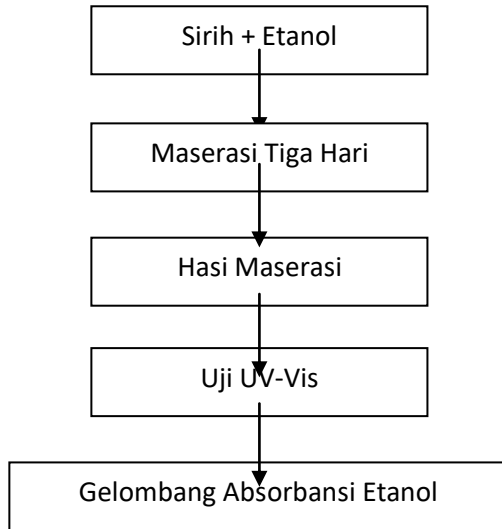 Sirih + Etanol
Maserasi Tiga Hari
Hasi Maserasi
Uji UV-Vis
Gelombang Absorbansi Etanol